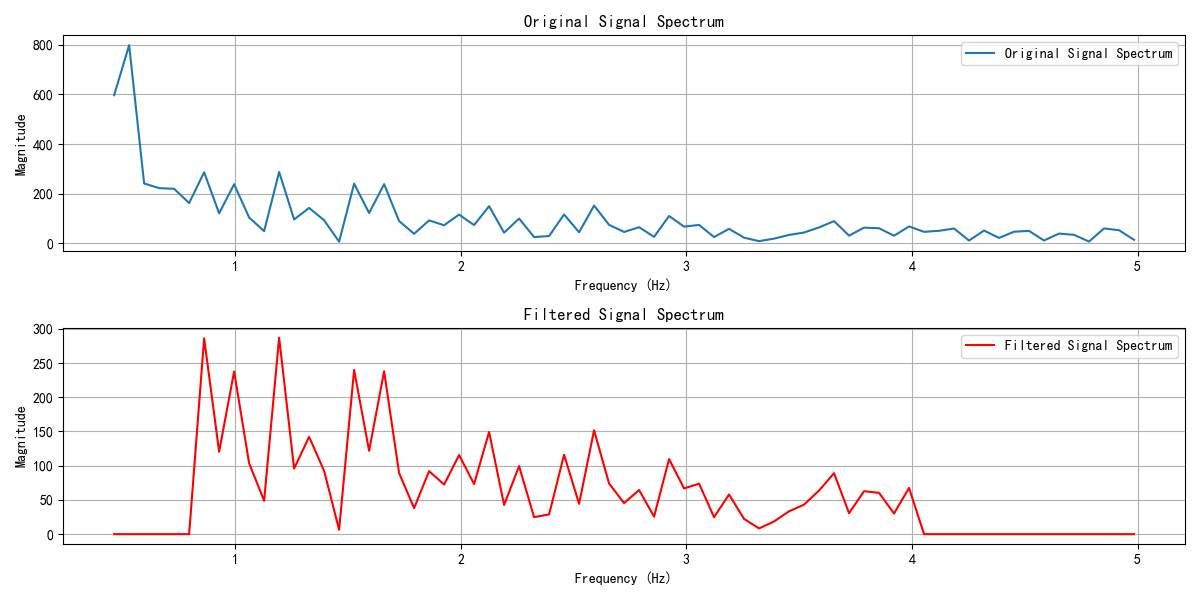 Original Signal Spectrum
Original Signal Spectrum
800
600
400
200
0
Magnitude
1 2 3 4 5
Frequency (Hz)
Filtered Signal Spectrum
Filtered Signal Spectrum
300
250
200
150
100
50
0
Magnitude
1 2 3 4 5
Frequency (Hz)